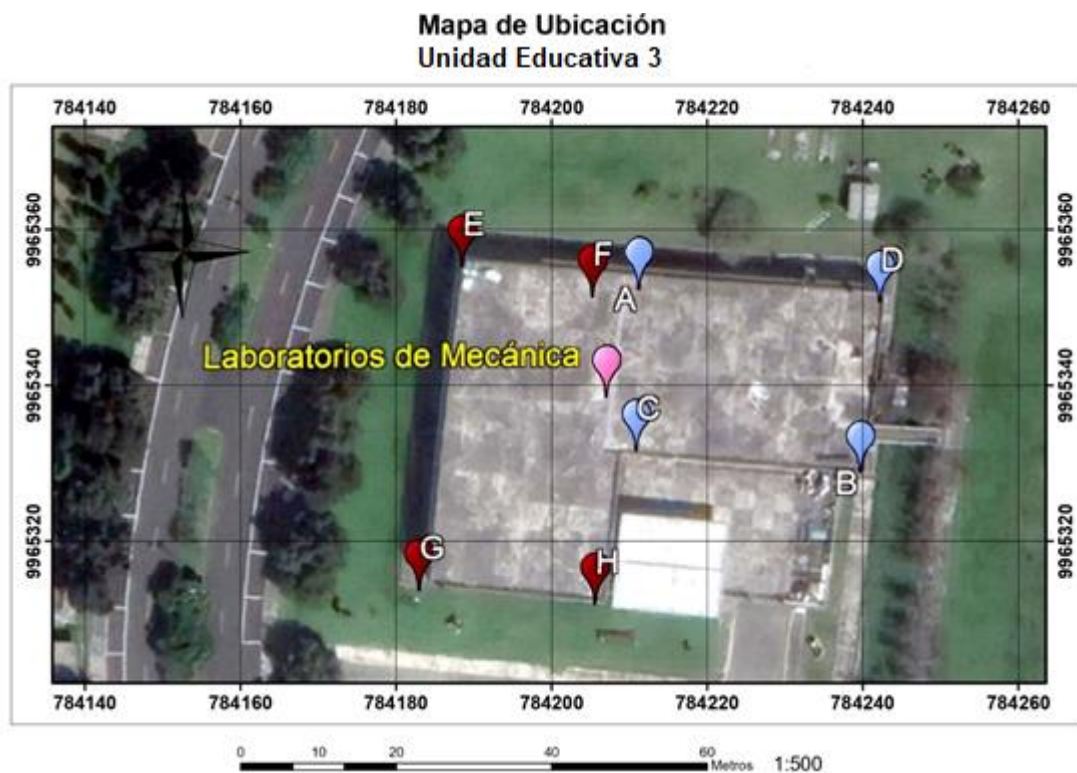 Mapa de Ubicación
Unidad Educativa 3
784140 784160 784180 784200 784220 784240 784260
9965360 9965360
E
F
D
A
Laboratorios de Mecánica
9965340 9965340
C
B
9965320 9965320
G
H
784140 784160 784180 784200 784220 784240 784260
0 10 20 40 60
Metros 1:500